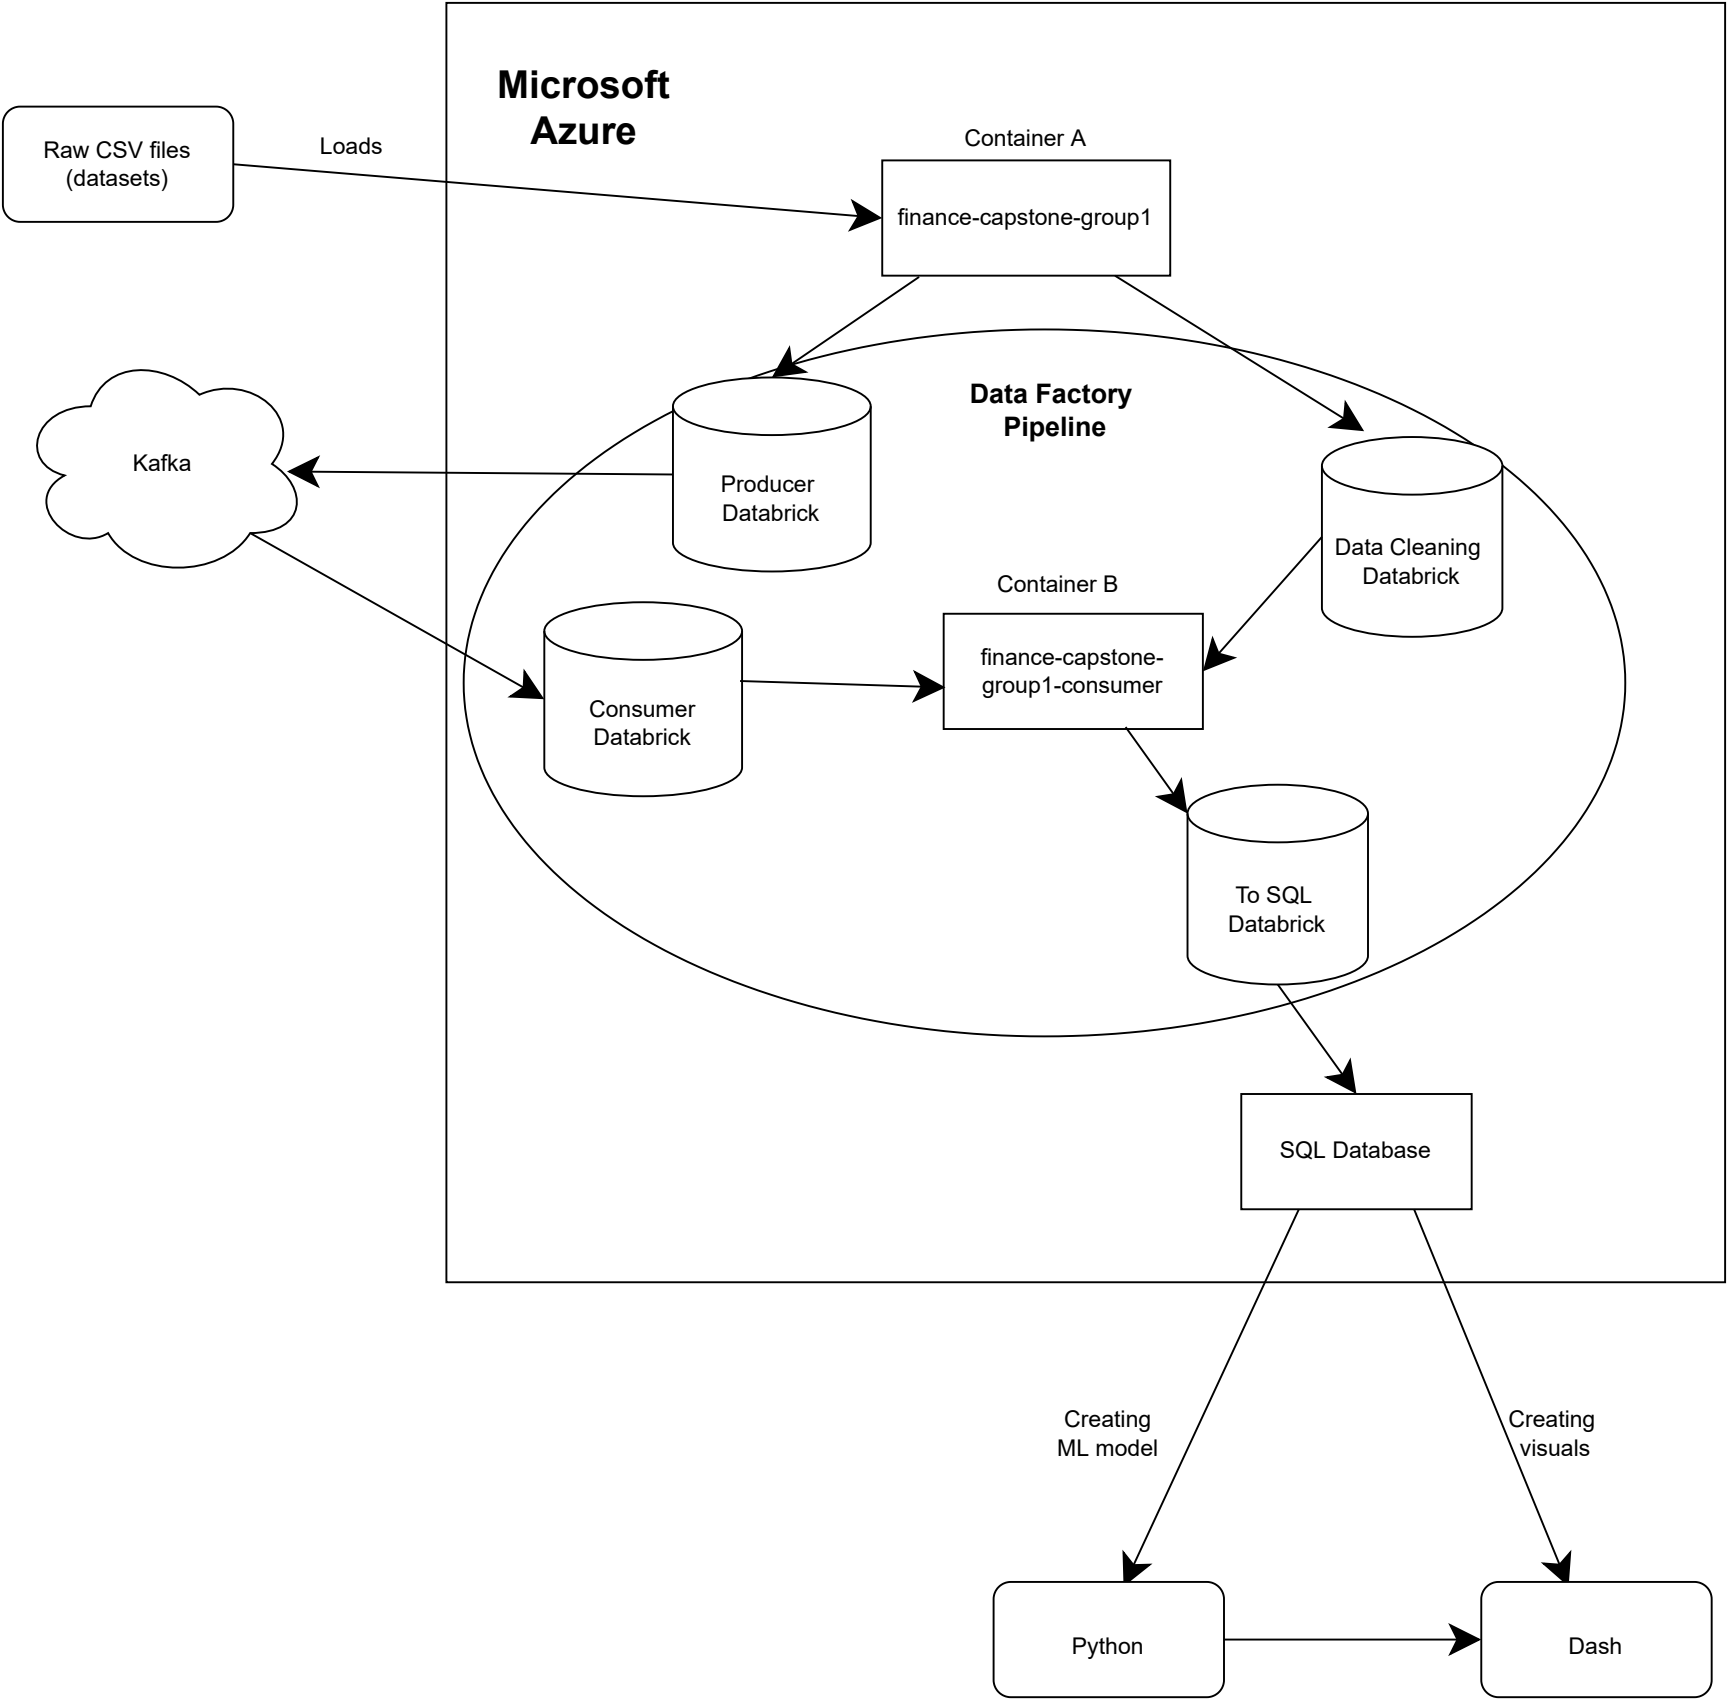 Microsoft
Azure
Raw CSV files
(datasets)
Loads
Container A
finance-capstone-group1
Data Factory
Pipeline
Kafka
Producer
Databrick
Data Cleaning
Databrick
Container B
finance-capstone-
group1-consumer
Consumer
Databrick
To SQL
Databrick
SQL Database
Creating
ML model
Creating
visuals
Python
Dash